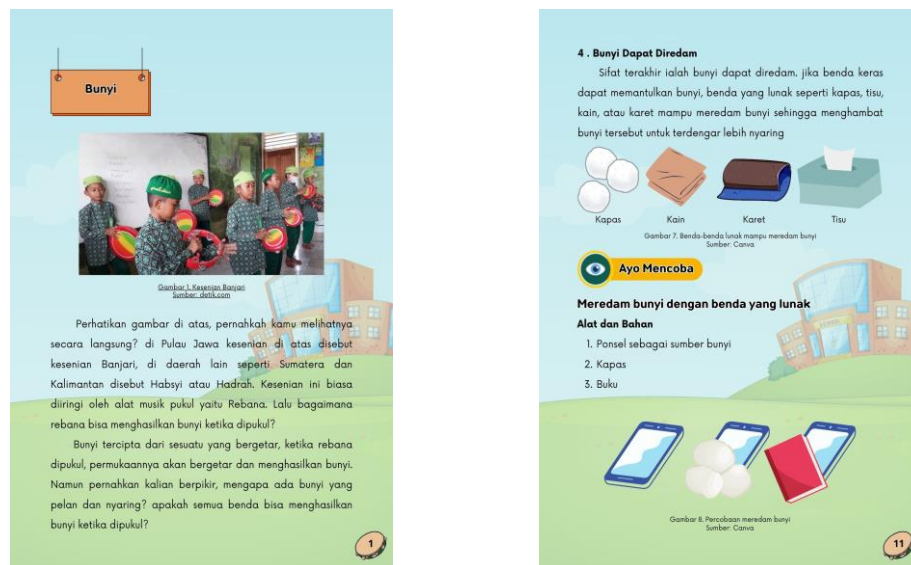 Bunyi
Gambar 1. Kesenian Banjari
Sumber: detik.com
Perhatikan gambar di atas, pernahkah kamu melihatnya
secara langsung? di Pulau Jawa kesenian di atas disebut
kesenian Banjari, di daerah lain seperti Sumatera dan
Kalimantan disebut Habsyi atau Hadrah. Kesenian ini biasa
diiringi oleh alat musik pukul yaitu Rebana. Lalu bagaimana
rebana bisa menghasilkan bunyi ketika dipukul?
Bunyi tercipta dari sesuatu yang bergetar, ketika rebana
dipukul, permukaannya akan bergetar dan menghasilkan bunyi.
Namun pernahkan kalian berpikir, mengapa ada bunyi yang
pelan dan nyaring? apakah semua benda bisa menghasilkan
bunyi ketika dipukul?
1
4 . Bunyi Dapat Diredam
Sifat terakhir ialah bunyi dapat diredam. jika benda keras
dapat memantulkan bunyi, benda yang lunak seperti kapas, tisu,
kain, atau karet mampu meredam bunyi sehingga menghambat
bunyi tersebut untuk terdengar lebih nyaring
Kapas Kain Karet Tisu
Gambar 7. Benda-benda lunak mampu meredam bunyi
Sumber: Canva
Ayo Mencoba
Meredam bunyi dengan benda yang lunak
Alat dan Bahan
1. Ponsel sebagai sumber bunyi
2. Kapas
3. Buku
Gambar 8. Percobaan meredam bunyi
Sumber: Canva
11